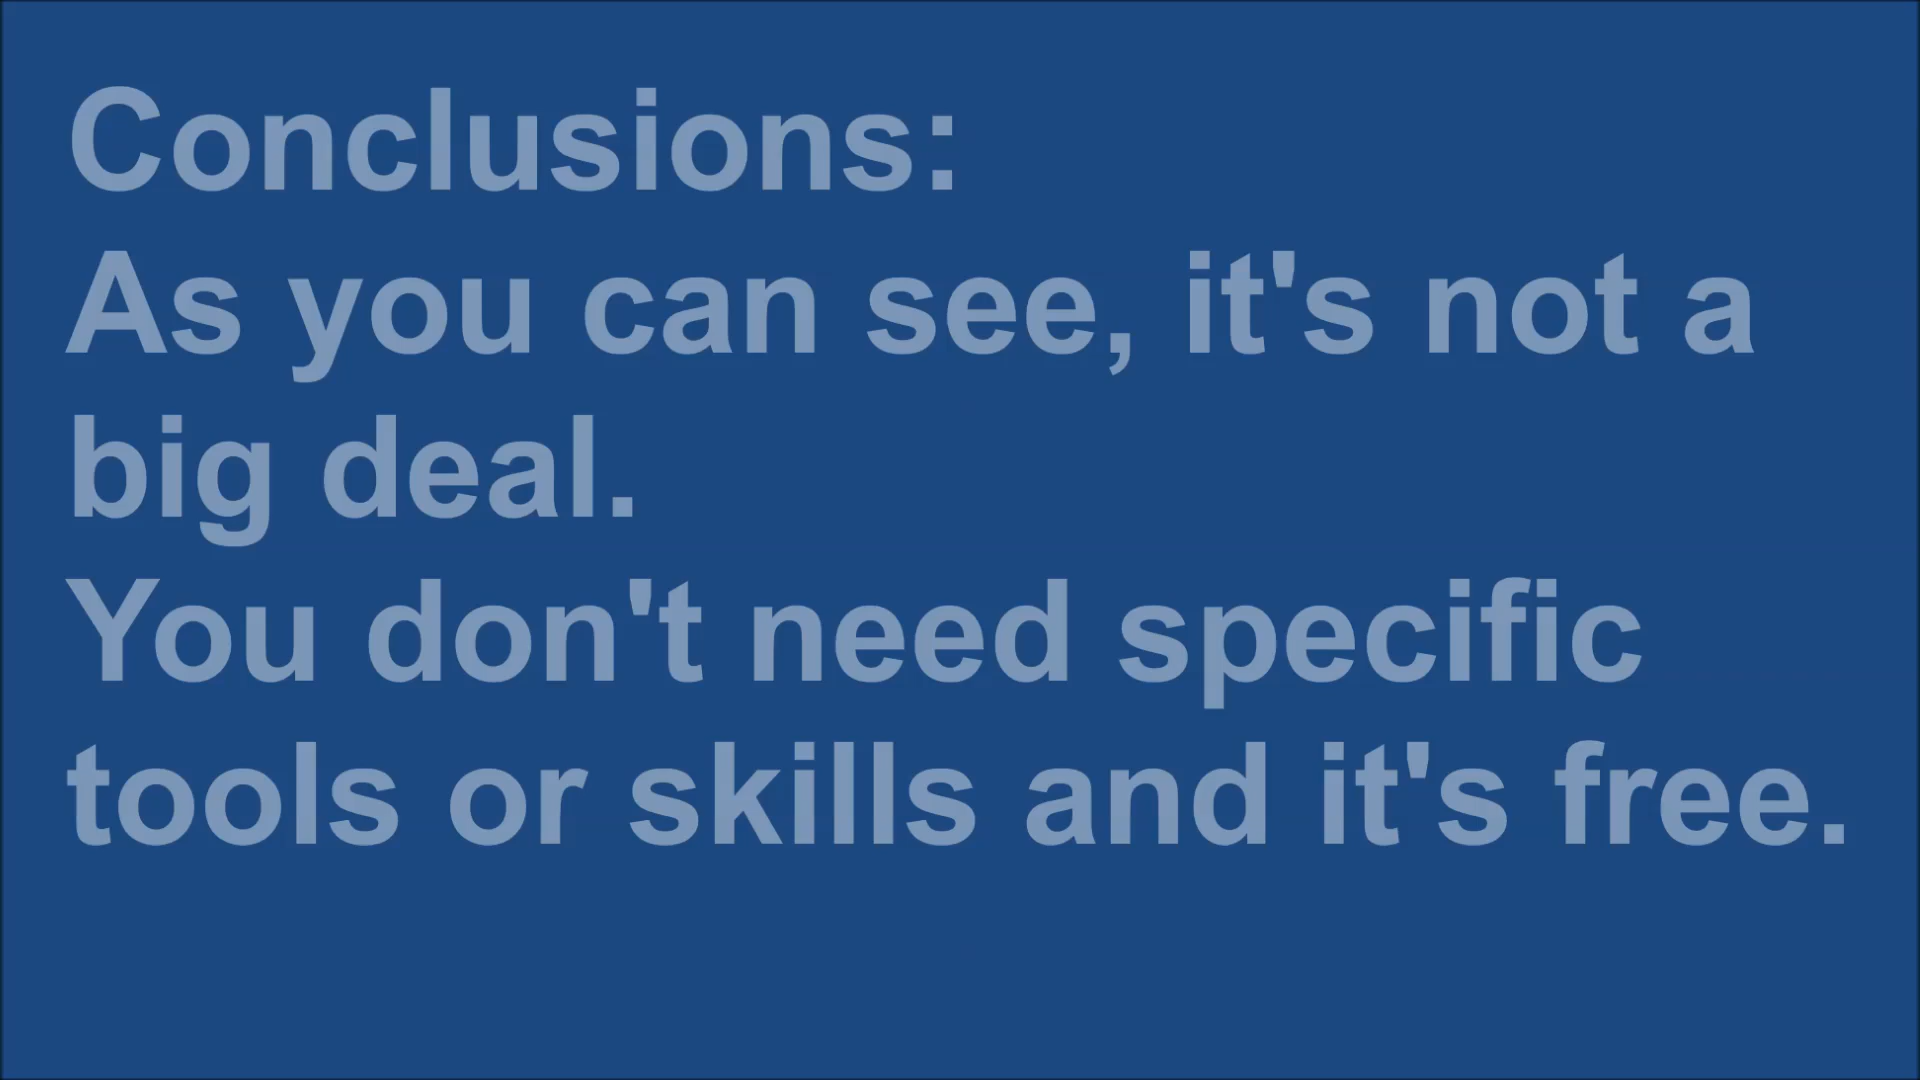 Conclusions:
As you can see, it's not a
big deal.
You don't need specific
tools or skills and it's free.